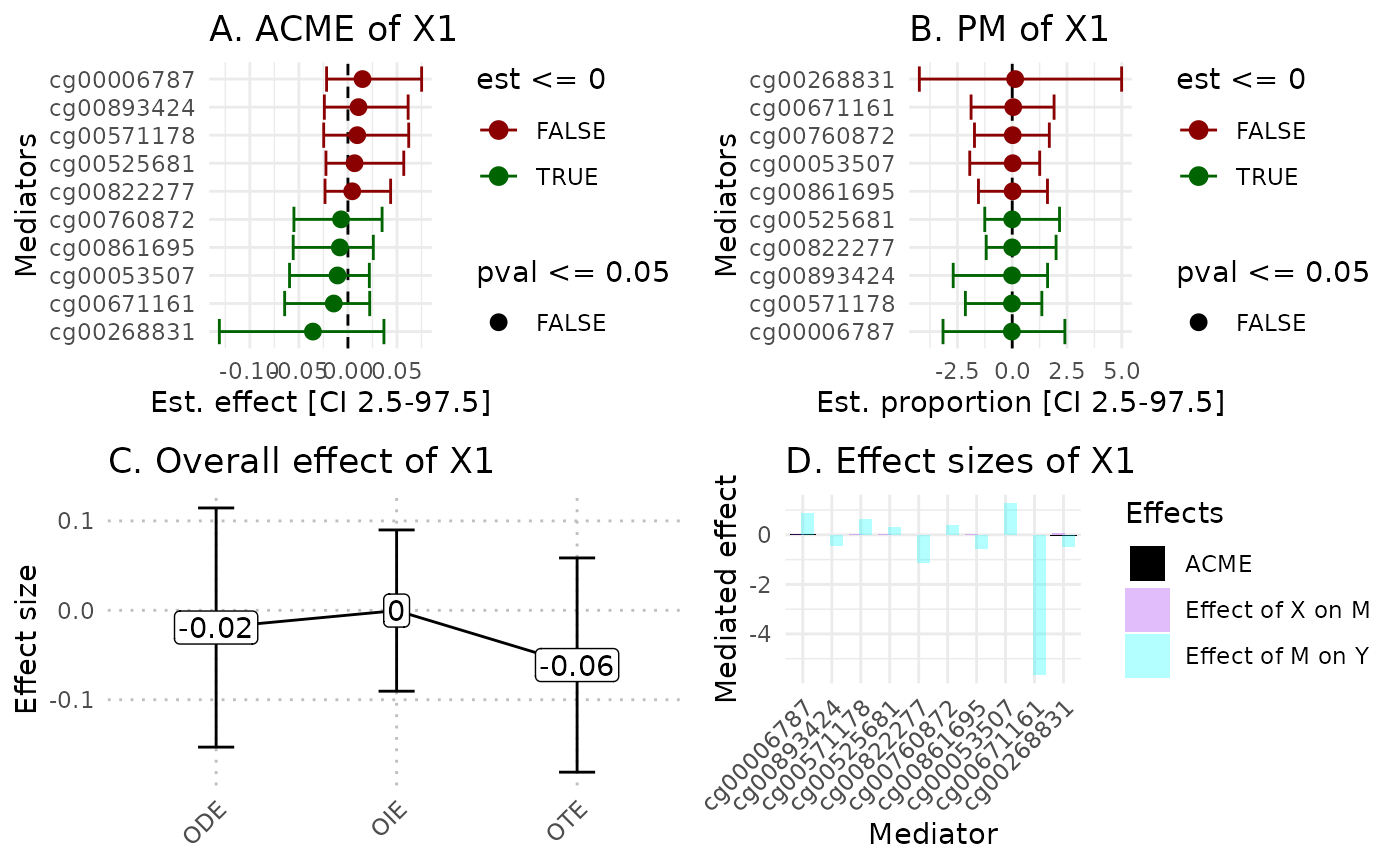 A. ACME of X1
Mediators
cg00006787
cg00893424
cg00571178
cg00525681
cg00822277
cg00760872
cg00861695
cg00053507
cg00671161
cg00268831
-0.10
-0.05
0.00
0.05
Est. effect [CI 2.5-97.5]
est <= 0
FALSE
TRUE
pval <= 0.05
FALSE
B. PM of X1
Mediators
cg00268831
cg00671161
cg00760872
cg00053507
cg00861695
cg00525681
cg00822277
cg00893424
cg00571178
cg00006787
-2.5 0.0 2.5 5.0
Est. proportion [CI 2.5-97.5]
est <= 0
FALSE
TRUE
pval <= 0.05
FALSE
C. Overall effect of X1
Effect size
0.1
0.0
-0.1
-0.02
0
-0.06
ODE
OIE
OTE
D. Effect sizes of X1
Mediated effect
0
-2
-4
cg00006787
cg00893424
cg00571178
cg00525681
cg00822277
cg00760872
cg00861695
cg00053507
cg00671161
cg00268831
Mediator
Effects
ACME
Effect of X on M
Effect of M on Y